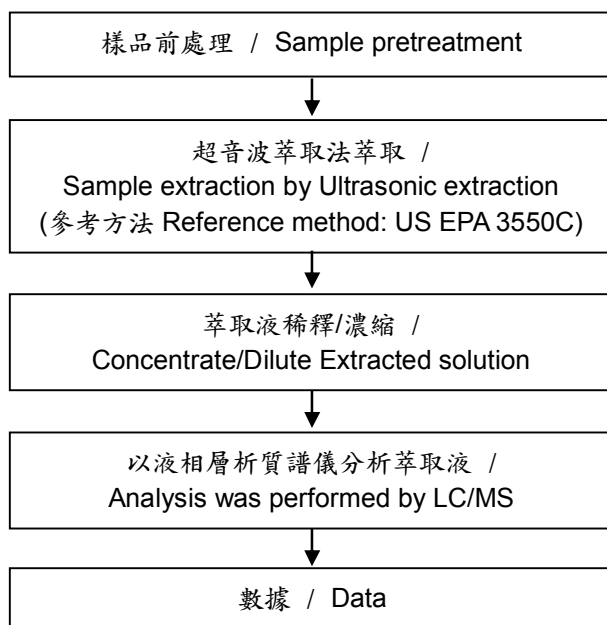 樣品前處理 / Sample pretreatment
超音波萃取法萃取 /
Sample extraction by Ultrasonic extraction
(參考方法 Reference method: US EPA 3550C)
萃取液稀釋/濃縮 /
Concentrate/Dilute Extracted solution
以液相層析質譜儀分析萃取液 /
Analysis was performed by LC/MS
數據 / Data